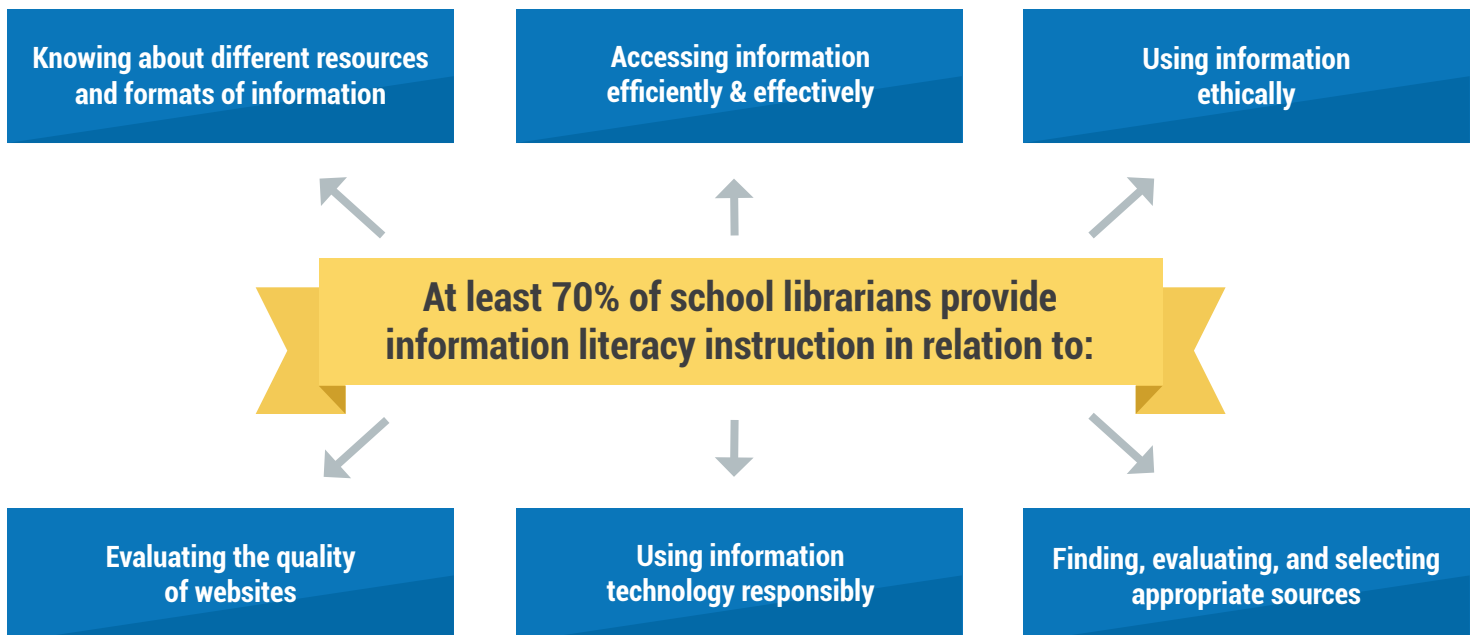 Knowing about different resources
and formats of information
Accessing information
efficiently & effectively
Using information
ethically
At least 70% of school librarians provide
information literacy instruction in relation to:
Evaluating the quality
of websites
Using information
technology responsibly
Finding, evaluating, and selecting
appropriate sources